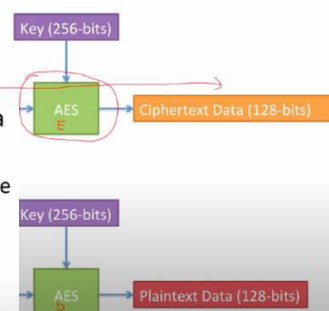 Key (256-bits)
AES
E
Ciphertext Data (128-bits)
a
e
Key (256-bits)
AES
D
Plaintext Data (128-bits)